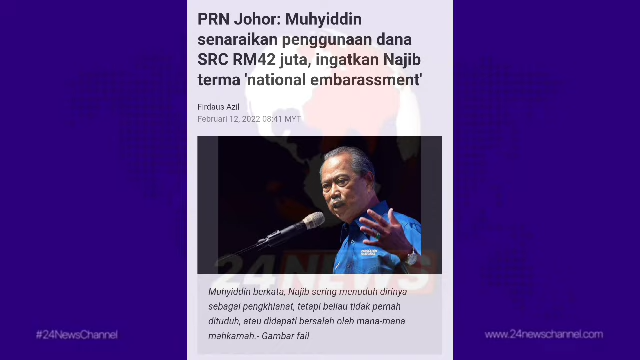 PRN Johor: Muhyiddin
senaraikan penggunaan dana
SRC RM42 juta, ingatkan Najib
terma 'national embarassment'
Firdaus Azil
Februari 12, 2022 08:41 MYT
24NEWS
Muhyiddin berkata, Najib sering menuduh dirinya
sebagai pengkhianat, tetapi beliau tidak pernah
dituduh, atau didapati bersalah oleh mana-mana
mahkamah.- Gambar fail
#24NewsChannel
www.24newschannel.com